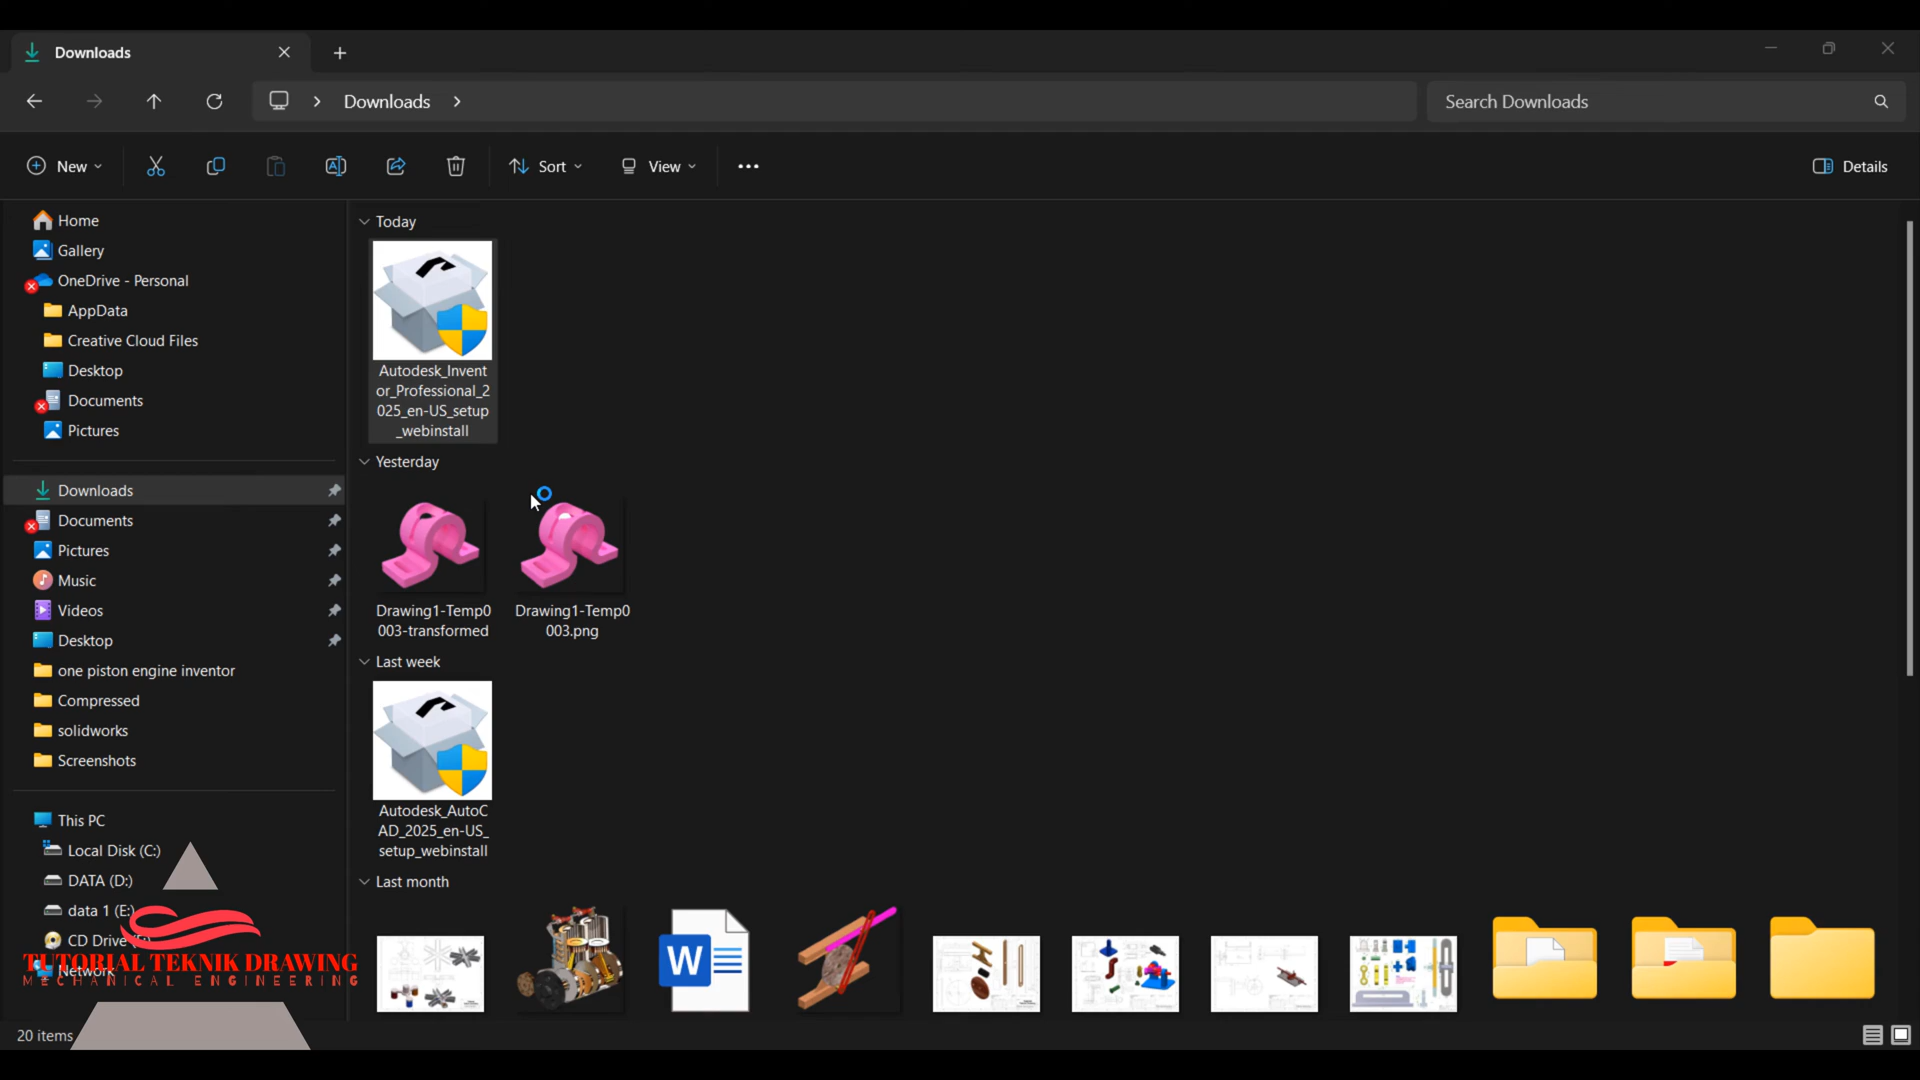 Downloads
Downloads
Search Downloads
New
Sort
View
Details
Home
Gallery
OneDrive - Personal
AppData
Creative Cloud Files
Desktop
Documents
Pictures
Downloads
Documents
Pictures
Music
Videos
Desktop
one piston engine inventor
Compressed
solidworks
Screenshots
This PC
Local Disk (C:)
DATA (D:)
data 1 (E:)
CD Drive
Network
TUTORIAL TEKNIK DRAWING
MECHANICAL ENGINEERING
20 items
Today
Autodesk_Invent
or_Professional_2
025_en-US_setup
_webinstall
Yesterday
Drawing1-Temp0
003-transformed
Drawing1-Temp0
003.png
Last week
Autodesk_AutoC
AD_2025_en-US_
setup_webinstall
Last month
W